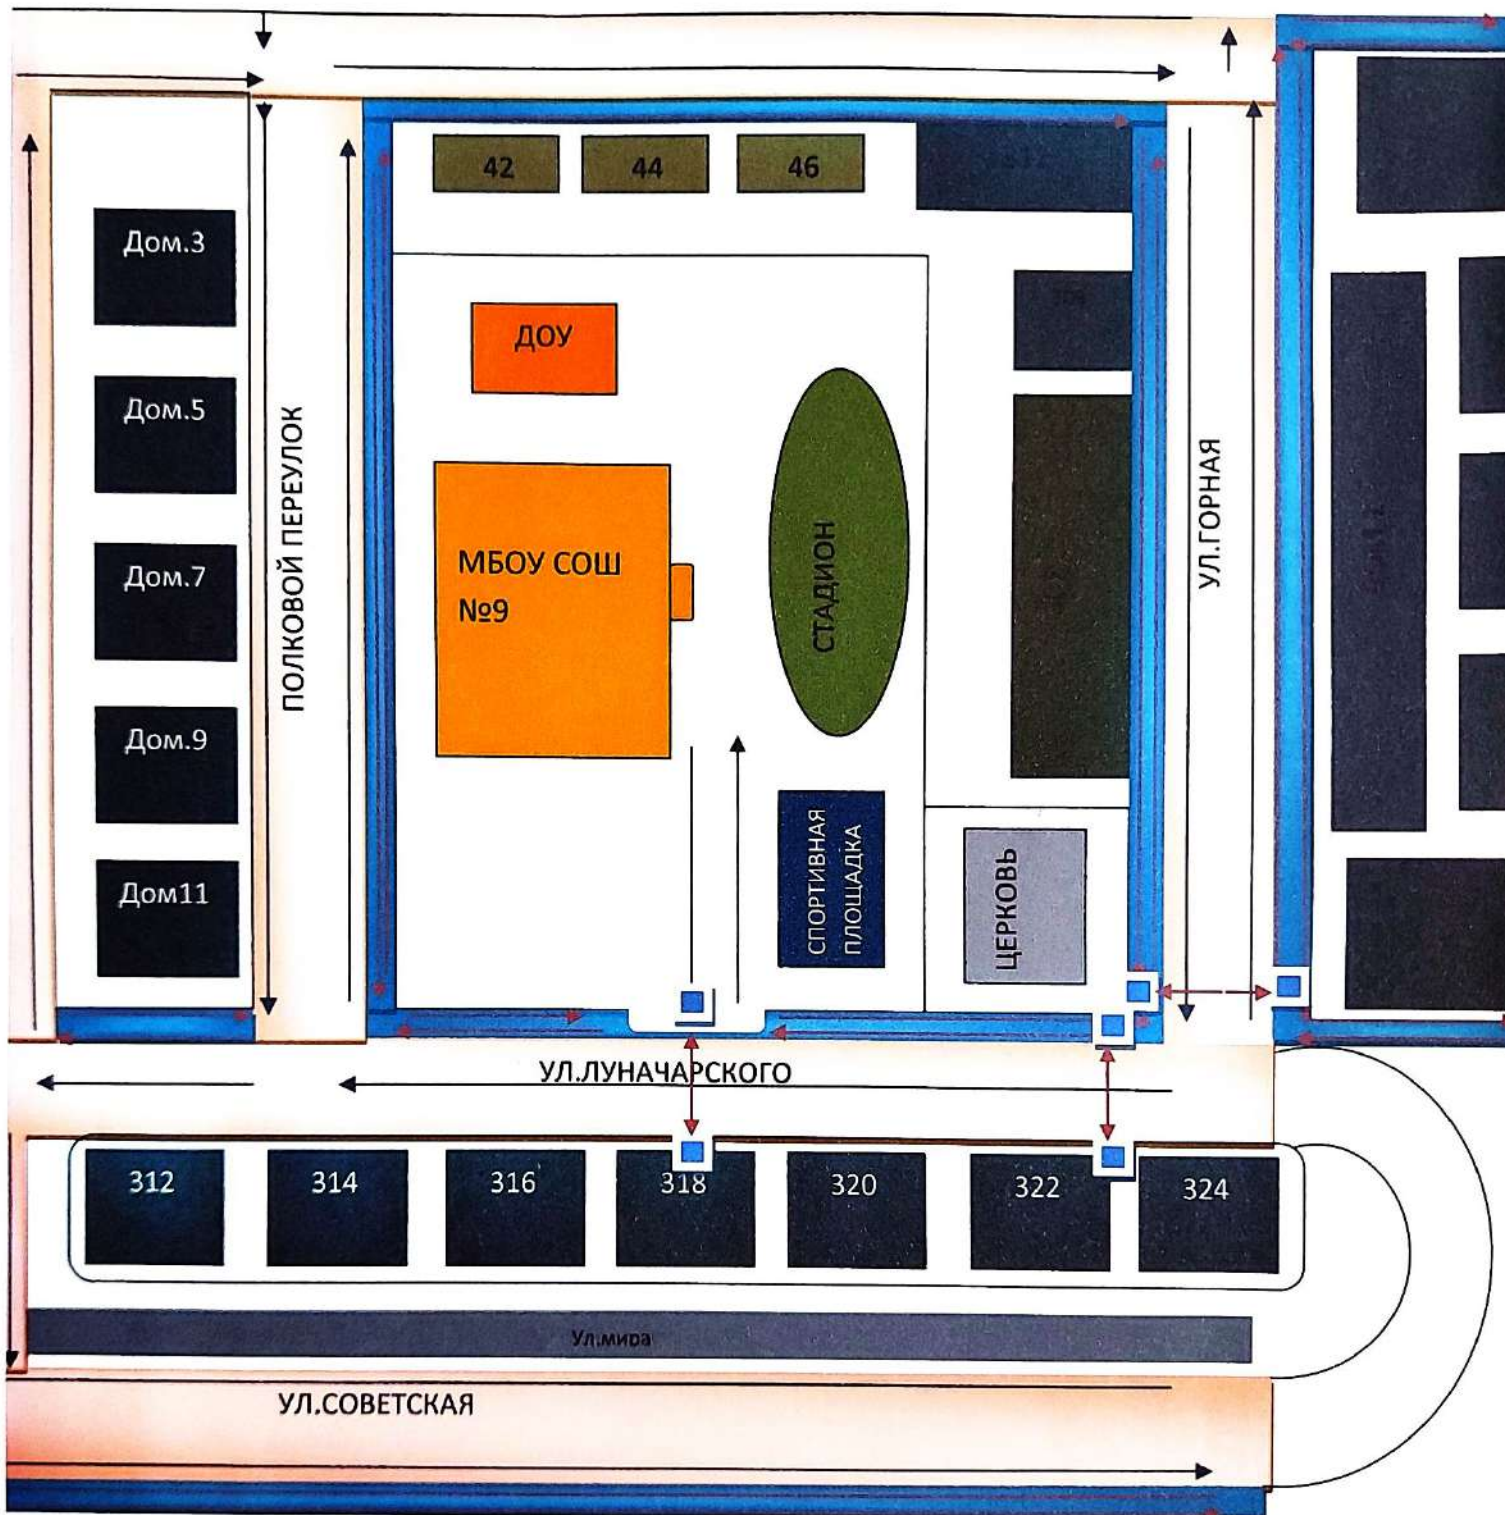 42
44
46
Дом.3
ДОУ
Дом.5
ПОЛКОВОЙ ПЕРЕУЛОК
УЛ.ГОРНАЯ
МБОУ СОШ
№9
СТАДИОН
Дом.7
Дом.9
Дом11
СПОРТИВНАЯ
ПЛОЩАДКА
ЦЕРКОВЬ
УЛ.ЛУНАЧАРСКОГО
312
314
316
318
320
322
324
Ул.мира
УЛ.СОВЕТСКАЯ